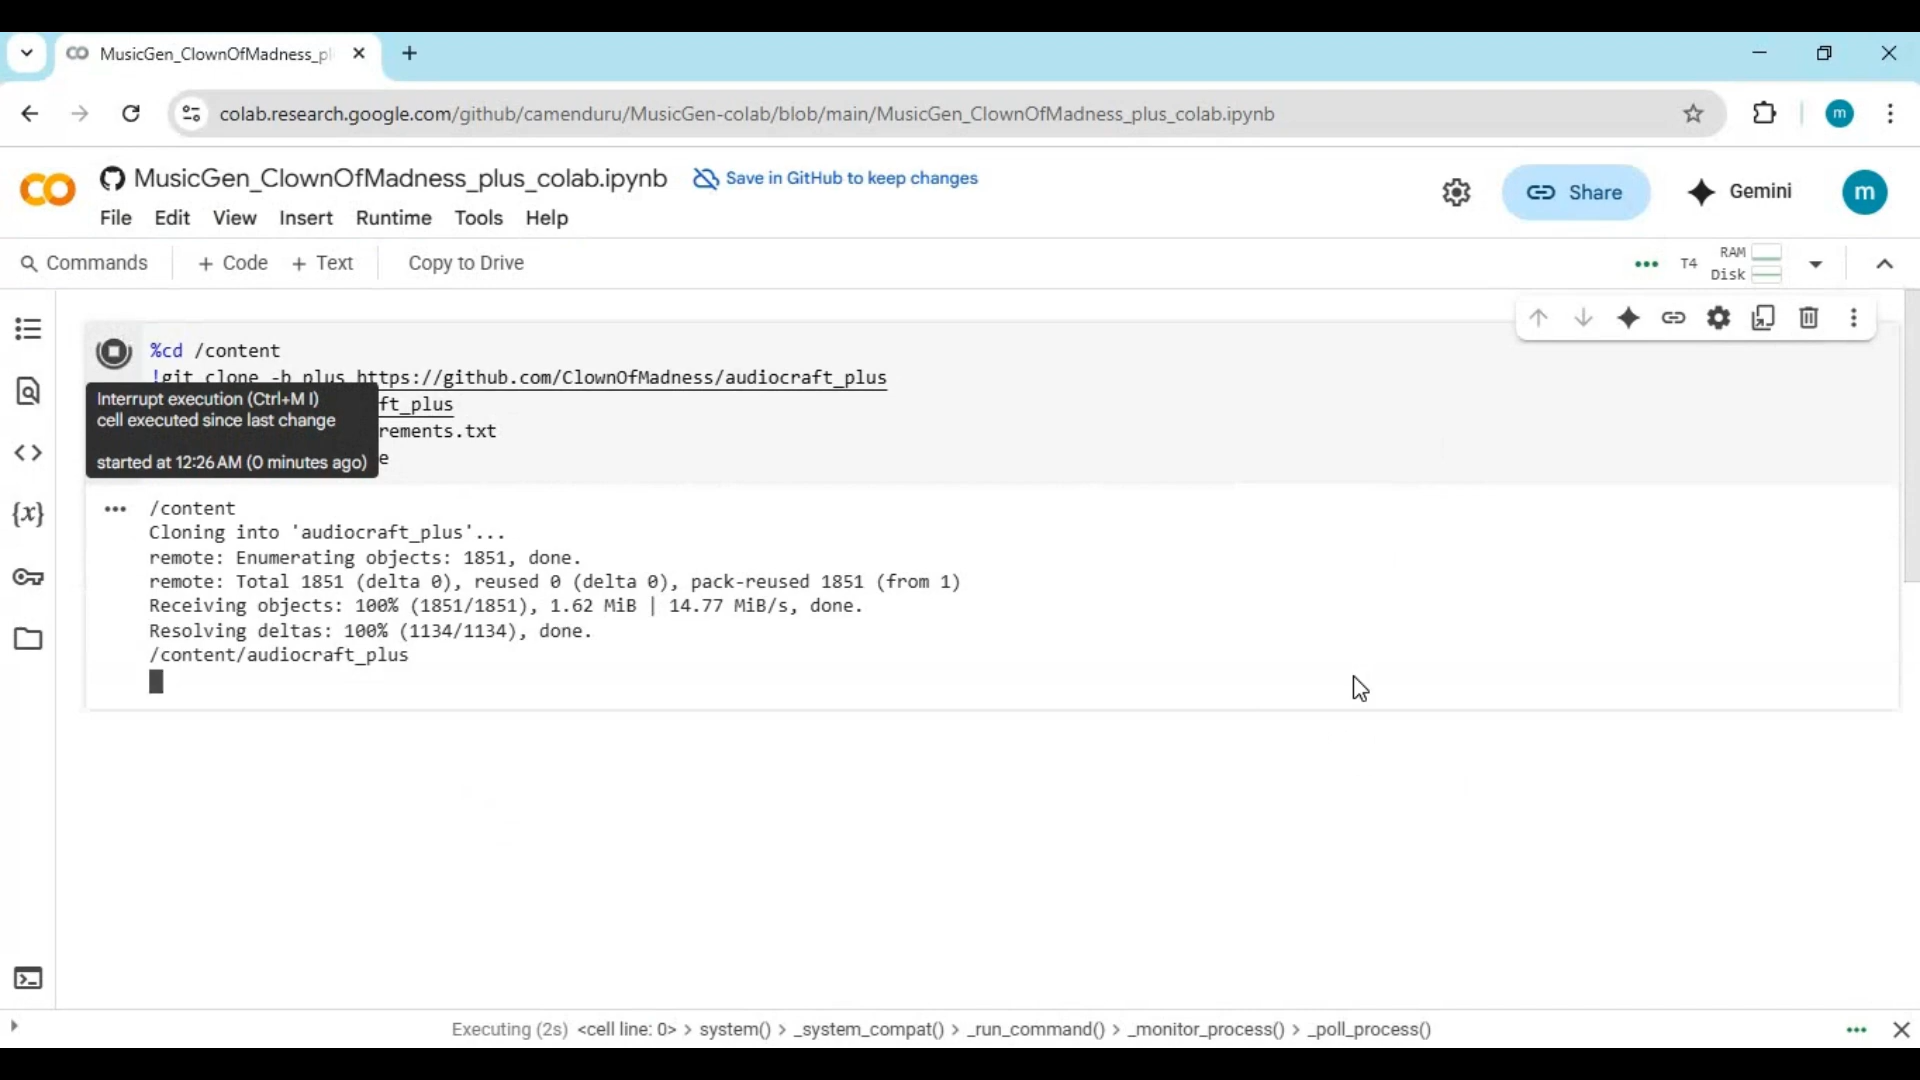 MusicGen_ClownOfMadness_pl
colab.research.google.com/github/camenduru/MusicGen-colab/blob/main/MusicGen_ClownOfMadness_plus_colab.ipynb
m
MusicGen_ClownOfMadness_plus_colab.ipynb
Save in GitHub to keep changes
Share
Gemini
m
File Edit View Insert Runtime Tools Help
Commands + Code + Text Copy to Drive
T4 RAM Disk
%cd /content
!git clone -b plus https://github.com/ClownOfMadness/audiocraft_plus
ft_plus
rements.txt
e
Interrupt execution (Ctrl+M I)
cell executed since last change
started at 12:26 AM (0 minutes ago)
/content
Cloning into 'audiocraft_plus'...
remote: Enumerating objects: 1851, done.
remote: Total 1851 (delta 0), reused 0 (delta 0), pack-reused 1851 (from 1)
Receiving objects: 100% (1851/1851), 1.62 MiB | 14.77 MiB/s, done.
Resolving deltas: 100% (1134/1134), done.
/content/audiocraft_plus
Executing (2s) <cell line: 0> > system() > _system_compat() > _run_command() > _monitor_process() > _poll_process()